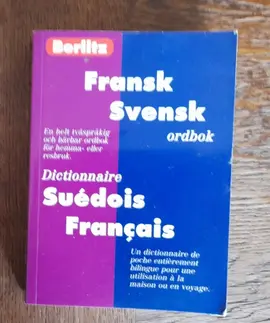 Berlitz
Fransk
Svensk
ordbok
En helt tvåspråkig
och bärbar ordbok
för hemma- eller
resbruk.
Dictionnaire
Suédois
Français
Un dictionnaire de
poche entièrement
bilingue pour une
utilisation à la
maison ou en voyage.